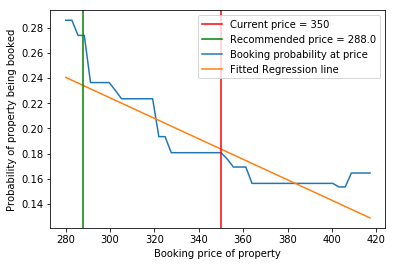 Current price = 350
Recommended price = 288.0
Booking probability at price
Fitted Regression line
0.28
0.26
0.24
0.22
0.20
0.18
0.16
0.14
Probability of property being booked
280
300
320
340
360
380
400
420
Booking price of property